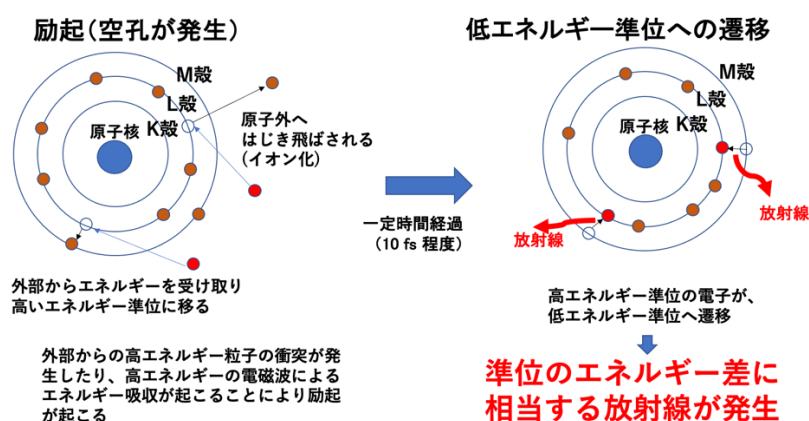 励起(空孔が発生)
M殻
L殻
K殻
原子核
原子外へ
はじき飛ばされる
(イオン化)
外部からエネルギーを受け取り
高いエネルギー準位に移る
外部からの高エネルギー粒子の衝突が発
生したり、高エネルギーの電磁波による
エネルギー吸収が起こることにより励起
が起こる
一定時間経過
(10 fs 程度)
低エネルギー準位への遷移
M殻
L殻
K殻
原子核
放射線
放射線
高エネルギー準位の電子が、
低エネルギー準位へ遷移
準位のエネルギー差に
相当する放射線が発生